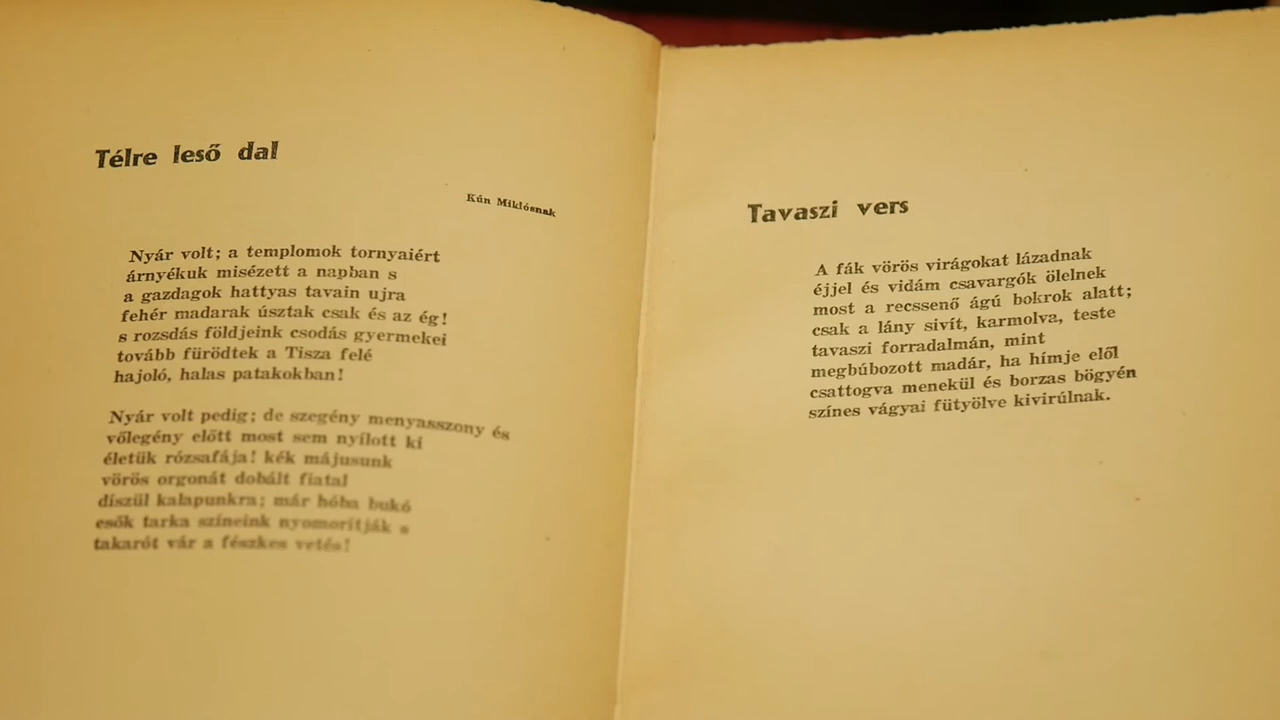 Télre leső dal
Kún Miklósnak
Nyár volt; a templomok tornyaiért
árnyékuk misézett a napban s
a gazdagok hattyas tavain ujra
fehér madarak úsztak csak és az ég!
s rozsdás földjeink csodás gyermekei
tovább fürödtek a Tisza felé
hajoló, halas patakokban!
Nyár volt pedig; de szegény menyasszony és
vőlegény előtt most sem nyílott ki
életük rózsafája! kék májusunk
vörös orgonát dobált fiatal
díszül kalapunkra; már hóba bukó
esők tarka színeink nyomorítják s
takarót vár a fészkes vetés!
Tavaszi vers
A fák vörös virágokat lázadnak
éjjel és vidám csavargók ölelnek
most a recssenő ágú bokrok alatt;
csak a lány sivít, karmolva, teste
tavaszi forradalmán, mint
megbúbozott madár, ha hímje elől
csattogva menekül és borzas bögyén
színes vágyai fütyölve kivirúlnak.